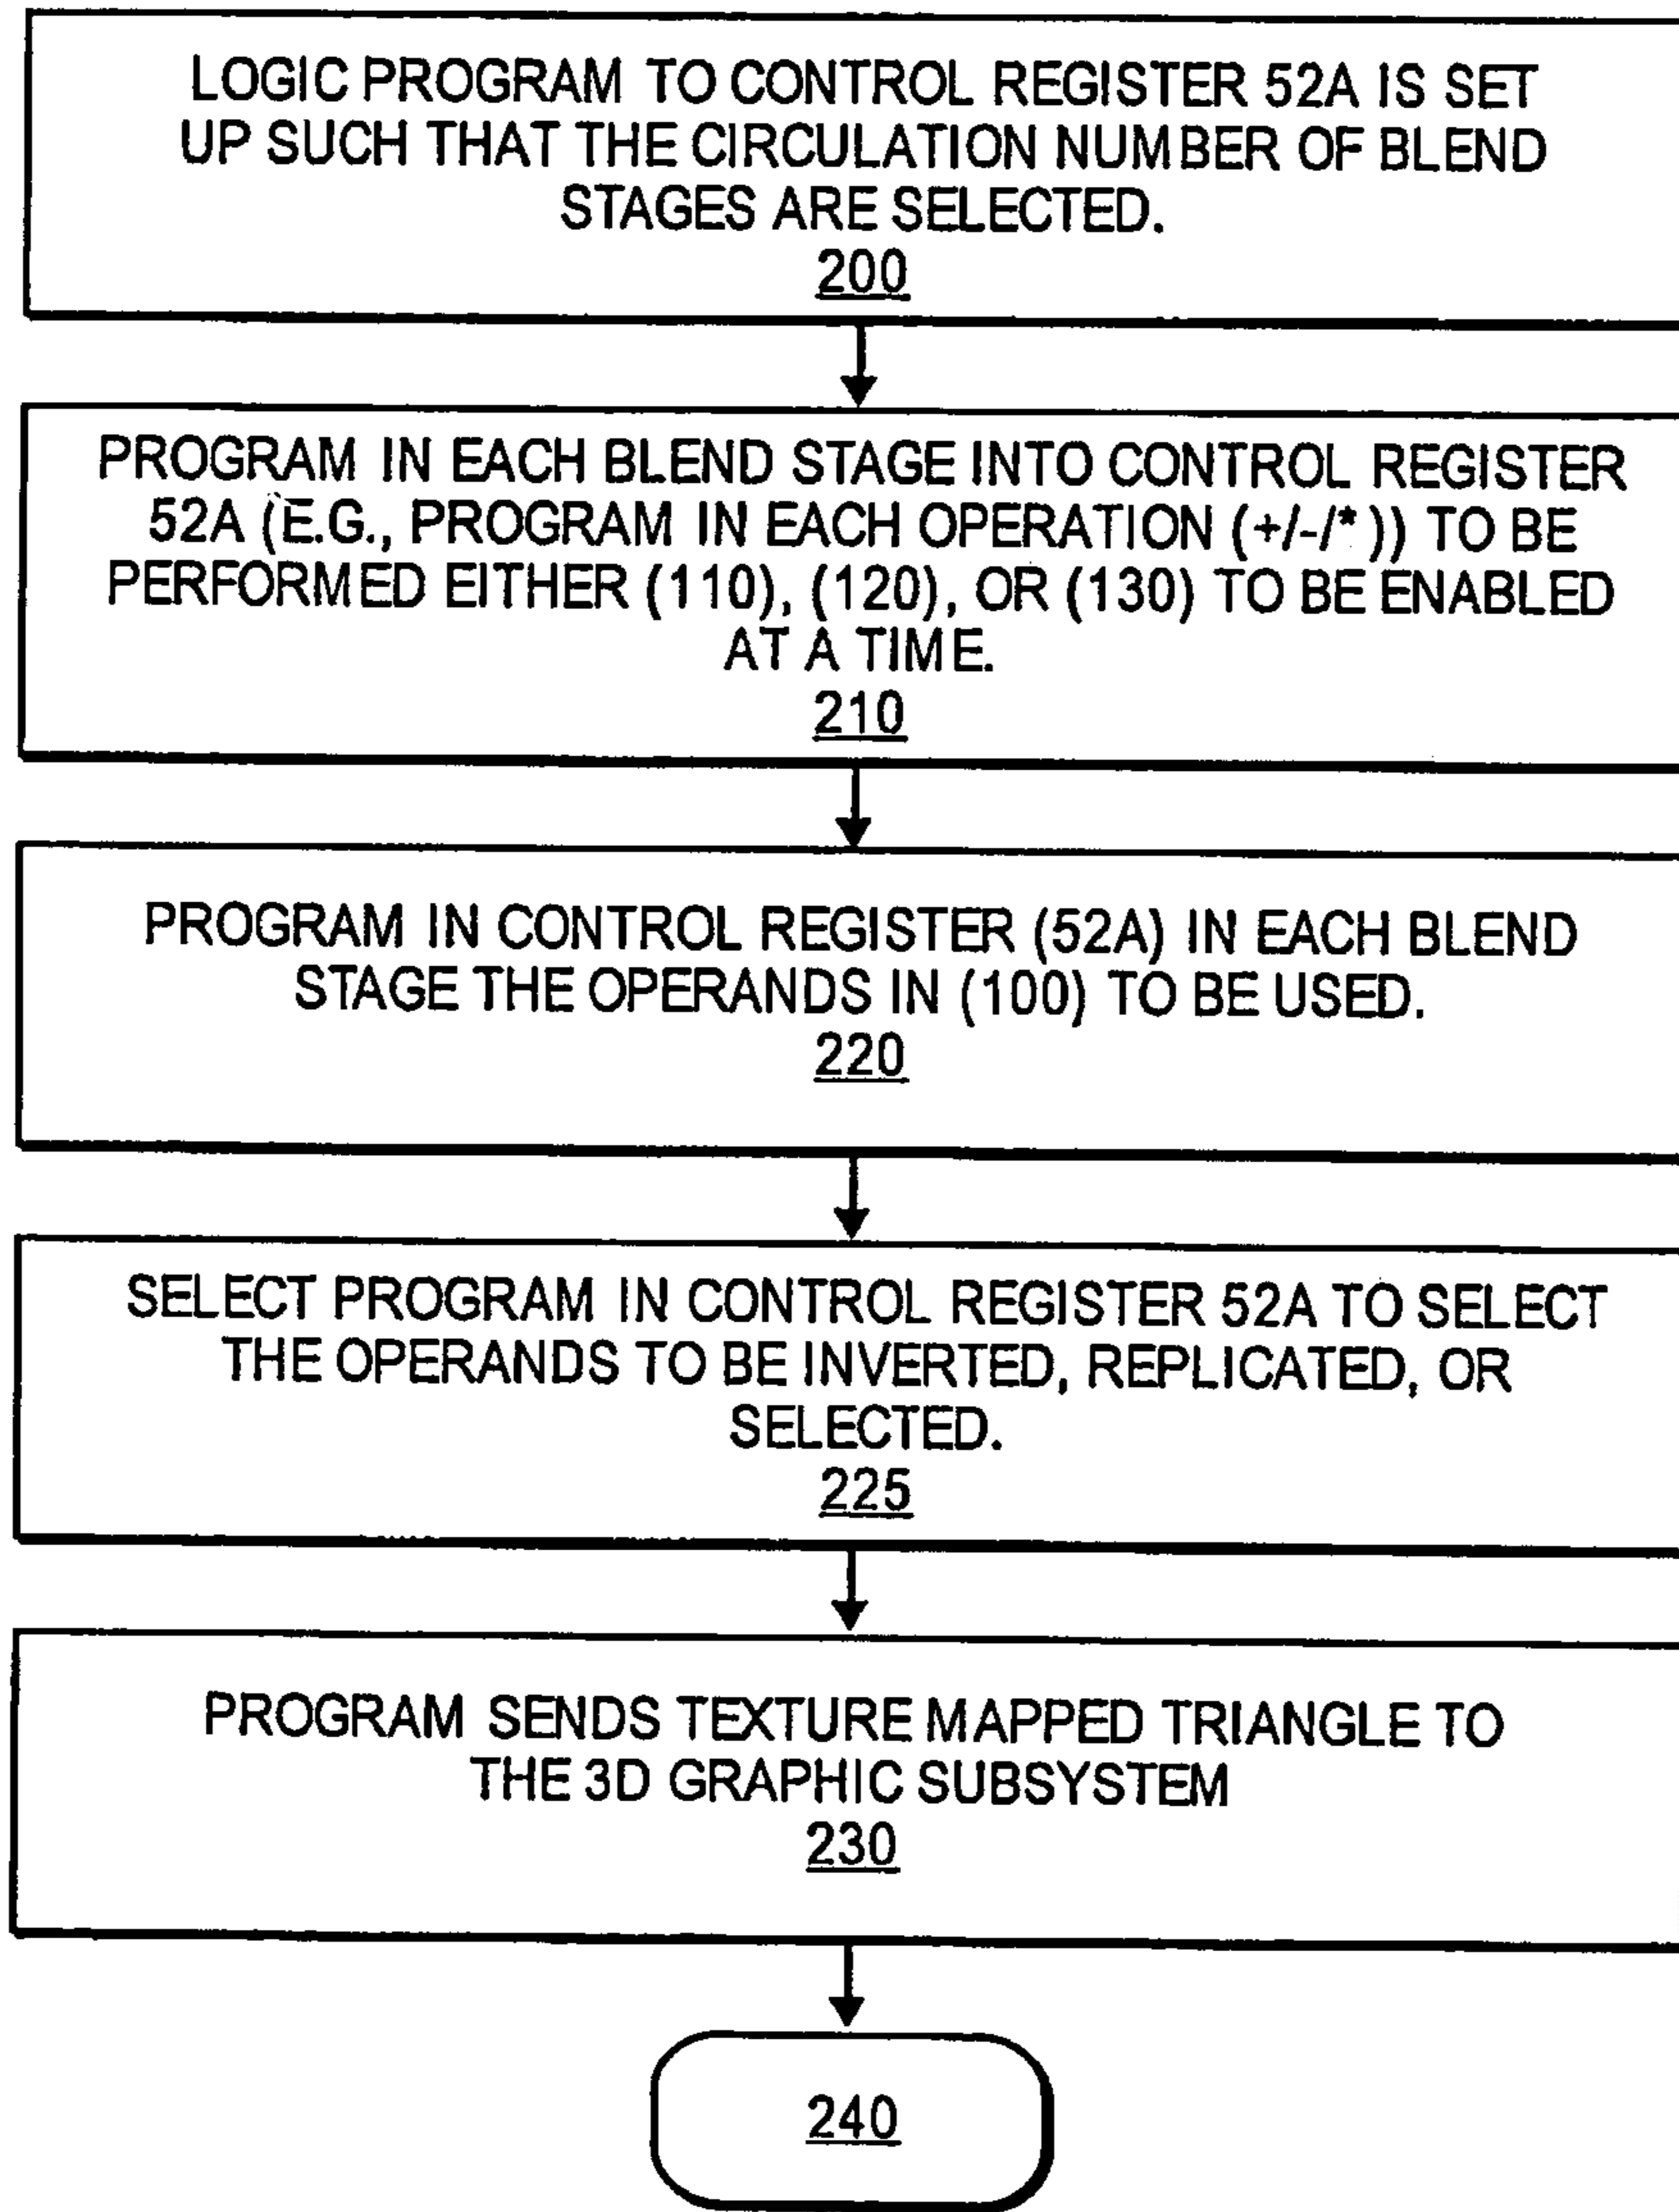 LOGIC PROGRAM TO CONTROL REGISTER 52A IS SET
UP SUCH THAT THE CIRCULATION NUMBER OF BLEND
STAGES ARE SELECTED.
200
PROGRAM IN EACH BLEND STAGE INTO CONTROL REGISTER
52A (E.G., PROGRAM IN EACH OPERATION (+/-/*)) TO BE
PERFORMED EITHER (110), (120), OR (130) TO BE ENABLED
AT A TIME.
210
PROGRAM IN CONTROL REGISTER (52A) IN EACH BLEND
STAGE THE OPERANDS IN (100) TO BE USED.
220
SELECT PROGRAM IN CONTROL REGISTER 52A TO SELECT
THE OPERANDS TO BE INVERTED, REPLICATED, OR
SELECTED.
225
PROGRAM SENDS TEXTURE MAPPED TRIANGLE TO
THE 3D GRAPHIC SUBSYSTEM
230
240